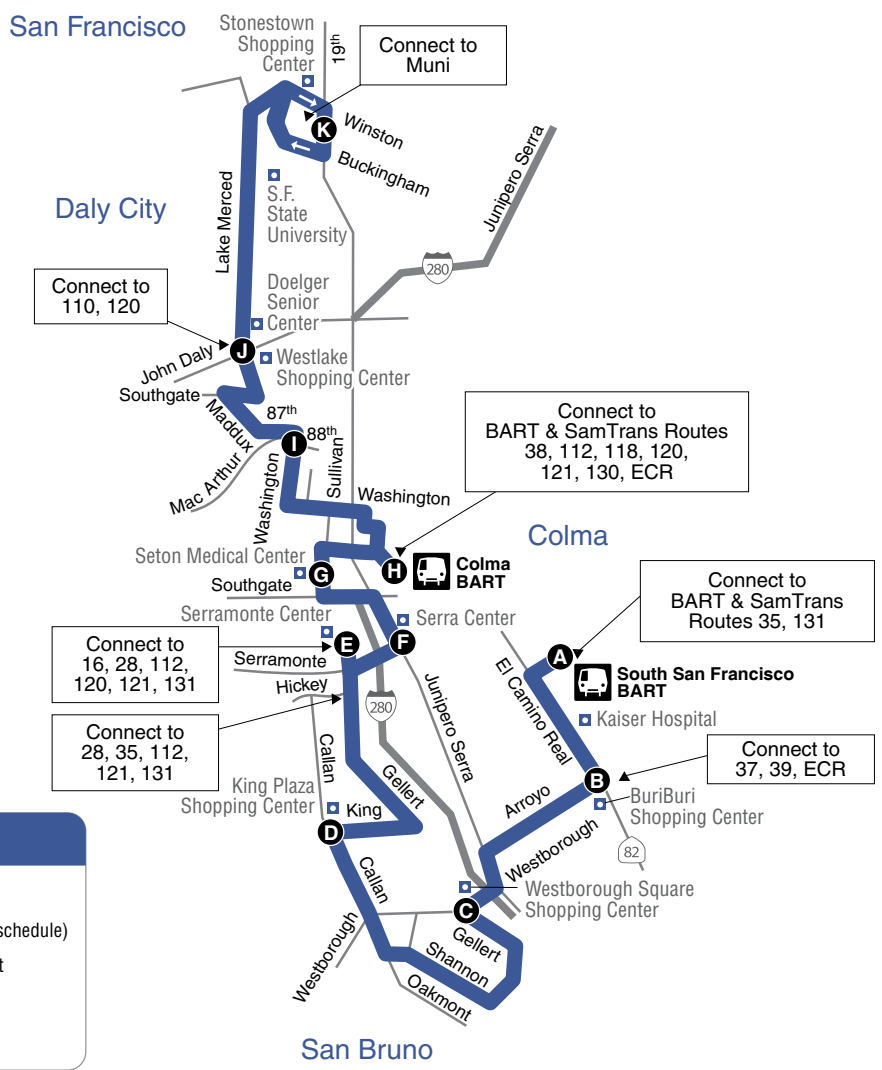 San Francisco
Stonestown
Shopping
Center
19th
Connect to
Muni
K
Winston
Buckingham
Junipero Serra
S.F.
State
University
Daly City
Lake Merced
280
Connect to
110, 120
Doelger
Senior
Center
J
John Daly
Westlake
Shopping Center
Southgate
Maddux
87th
88th
I
Mac Arthur
Washington
Sullivan
Washington
Connect to
BART & SamTrans Routes
38, 112, 118, 120,
121, 130, ECR
Colma
Seton Medical Center
G
H
Colma
BART
Southgate
Serramonte Center
E
F
Serra Center
Connect to
BART & SamTrans
Routes 35, 131
A
South San Francisco
BART
Connect to
16, 28, 112,
120, 121, 131
Serramonte
Hickey
280
Junipero Serra
El Camino Real
Kaiser Hospital
Connect to
28, 35, 112,
121, 131
Callan
Gellert
B
Connect to
37, 39, ECR
King Plaza
Shopping Center
King
D
Arroyo
Westborough
BuriBuri
Shopping Center
82
Callan
Westborough Square
Shopping Center
C
Gellert
Shannon
Westborough
Oakmont
schedule)
t
San Bruno